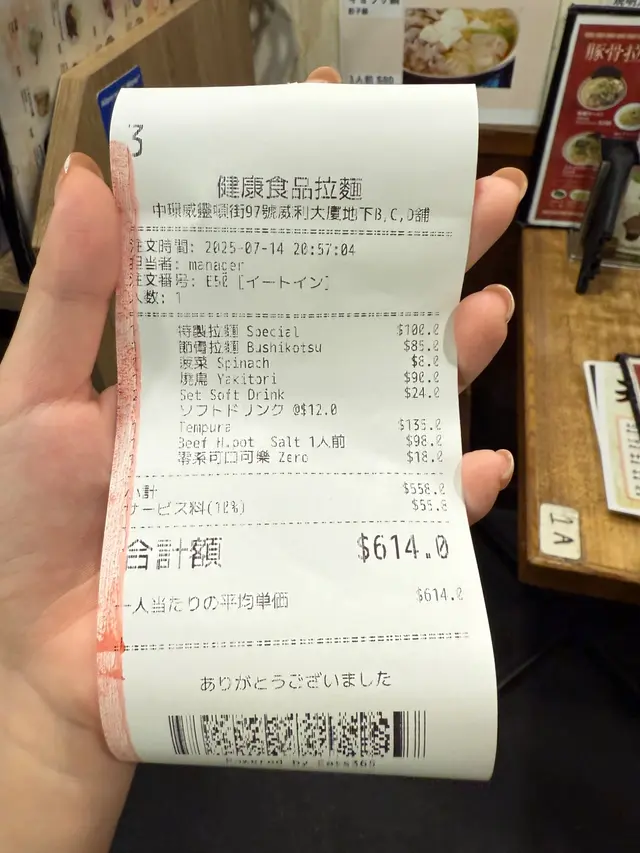 1人前 $80
豚骨
3
健康食品拉麵
中環威靈頓街97號威利大廈地下B,C,D舖
注文時間: 2025-07-14 20:57:04
担当者: manager
注文番号: E50 [イートイン]
人数: 1
特製拉麵 Special $100.0
節骨拉麵 Bushikotsu $85.0
菠菜 Spinach $8.0
燒鳥 Yakitori $90.0
2 Set Soft Drink $24.0
ソフトドリンク @$12.0
Tempura $135.0
Beef H.pot Salt 1人前 $98.0
零系可口可樂 Zero $18.0
小計 $558.0
サービス料(10%) $55.8
合計額 $614.0
一人当たりの平均単価 $614.0
ありがとうございました
Powered by Eats365
1A